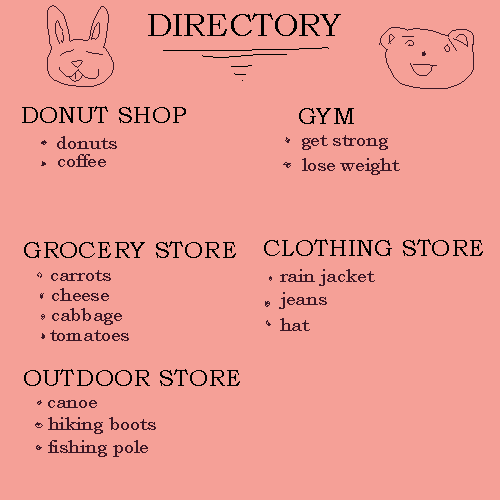 DIRECTORY
DONUT SHOP
donuts
coffee
GYM
get strong
lose weight
GROCERY STORE
carrots
cheese
cabbage
tomatoes
CLOTHING STORE
rain jacket
jeans
hat
OUTDOOR STORE
canoe
hiking boots
fishing pole